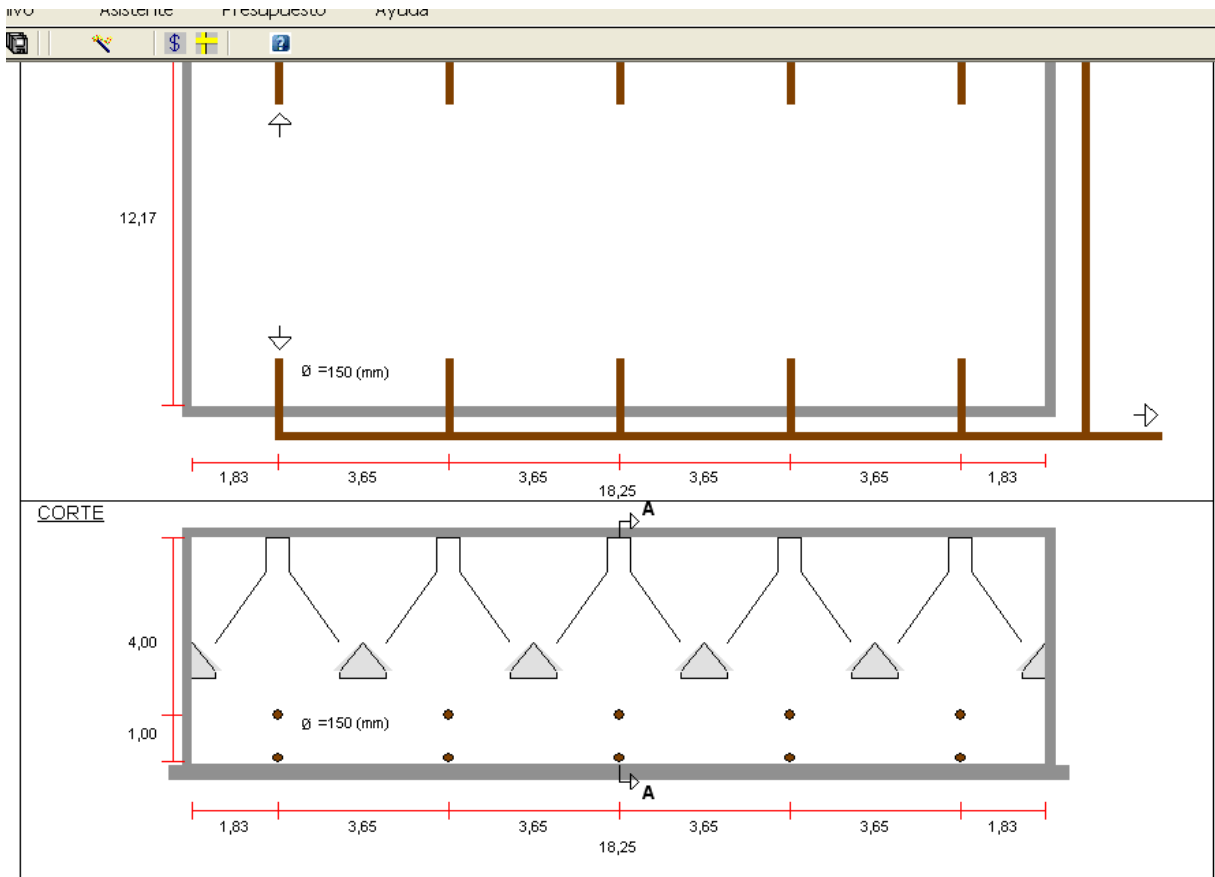 Asistente Presupuesto Ayuda
$ ?
12,17
Ø =150 (mm)
1,83 3,65 3,65 3,65 3,65 1,83
18,25
CORTE
A
4,00
Ø =150 (mm)
1,00
A
1,83 3,65 3,65 3,65 3,65 1,83
18,25